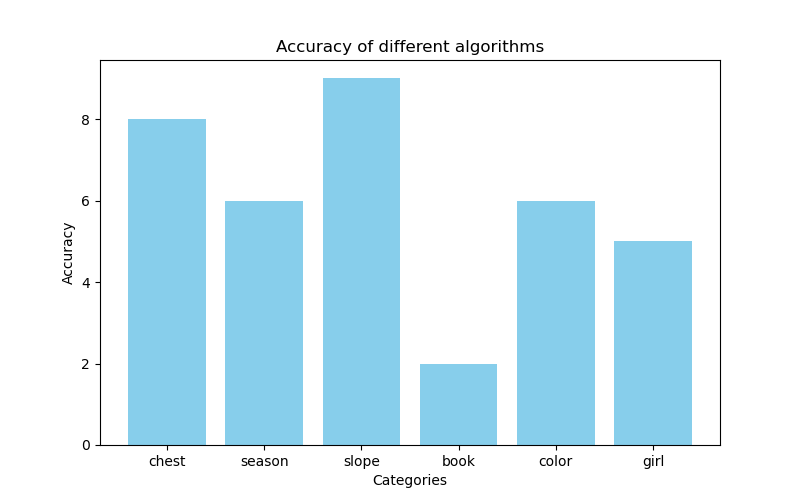 Accuracy of different algorithms
Accuracy
8
6
4
2
0
chest season slope book color girl
Categories